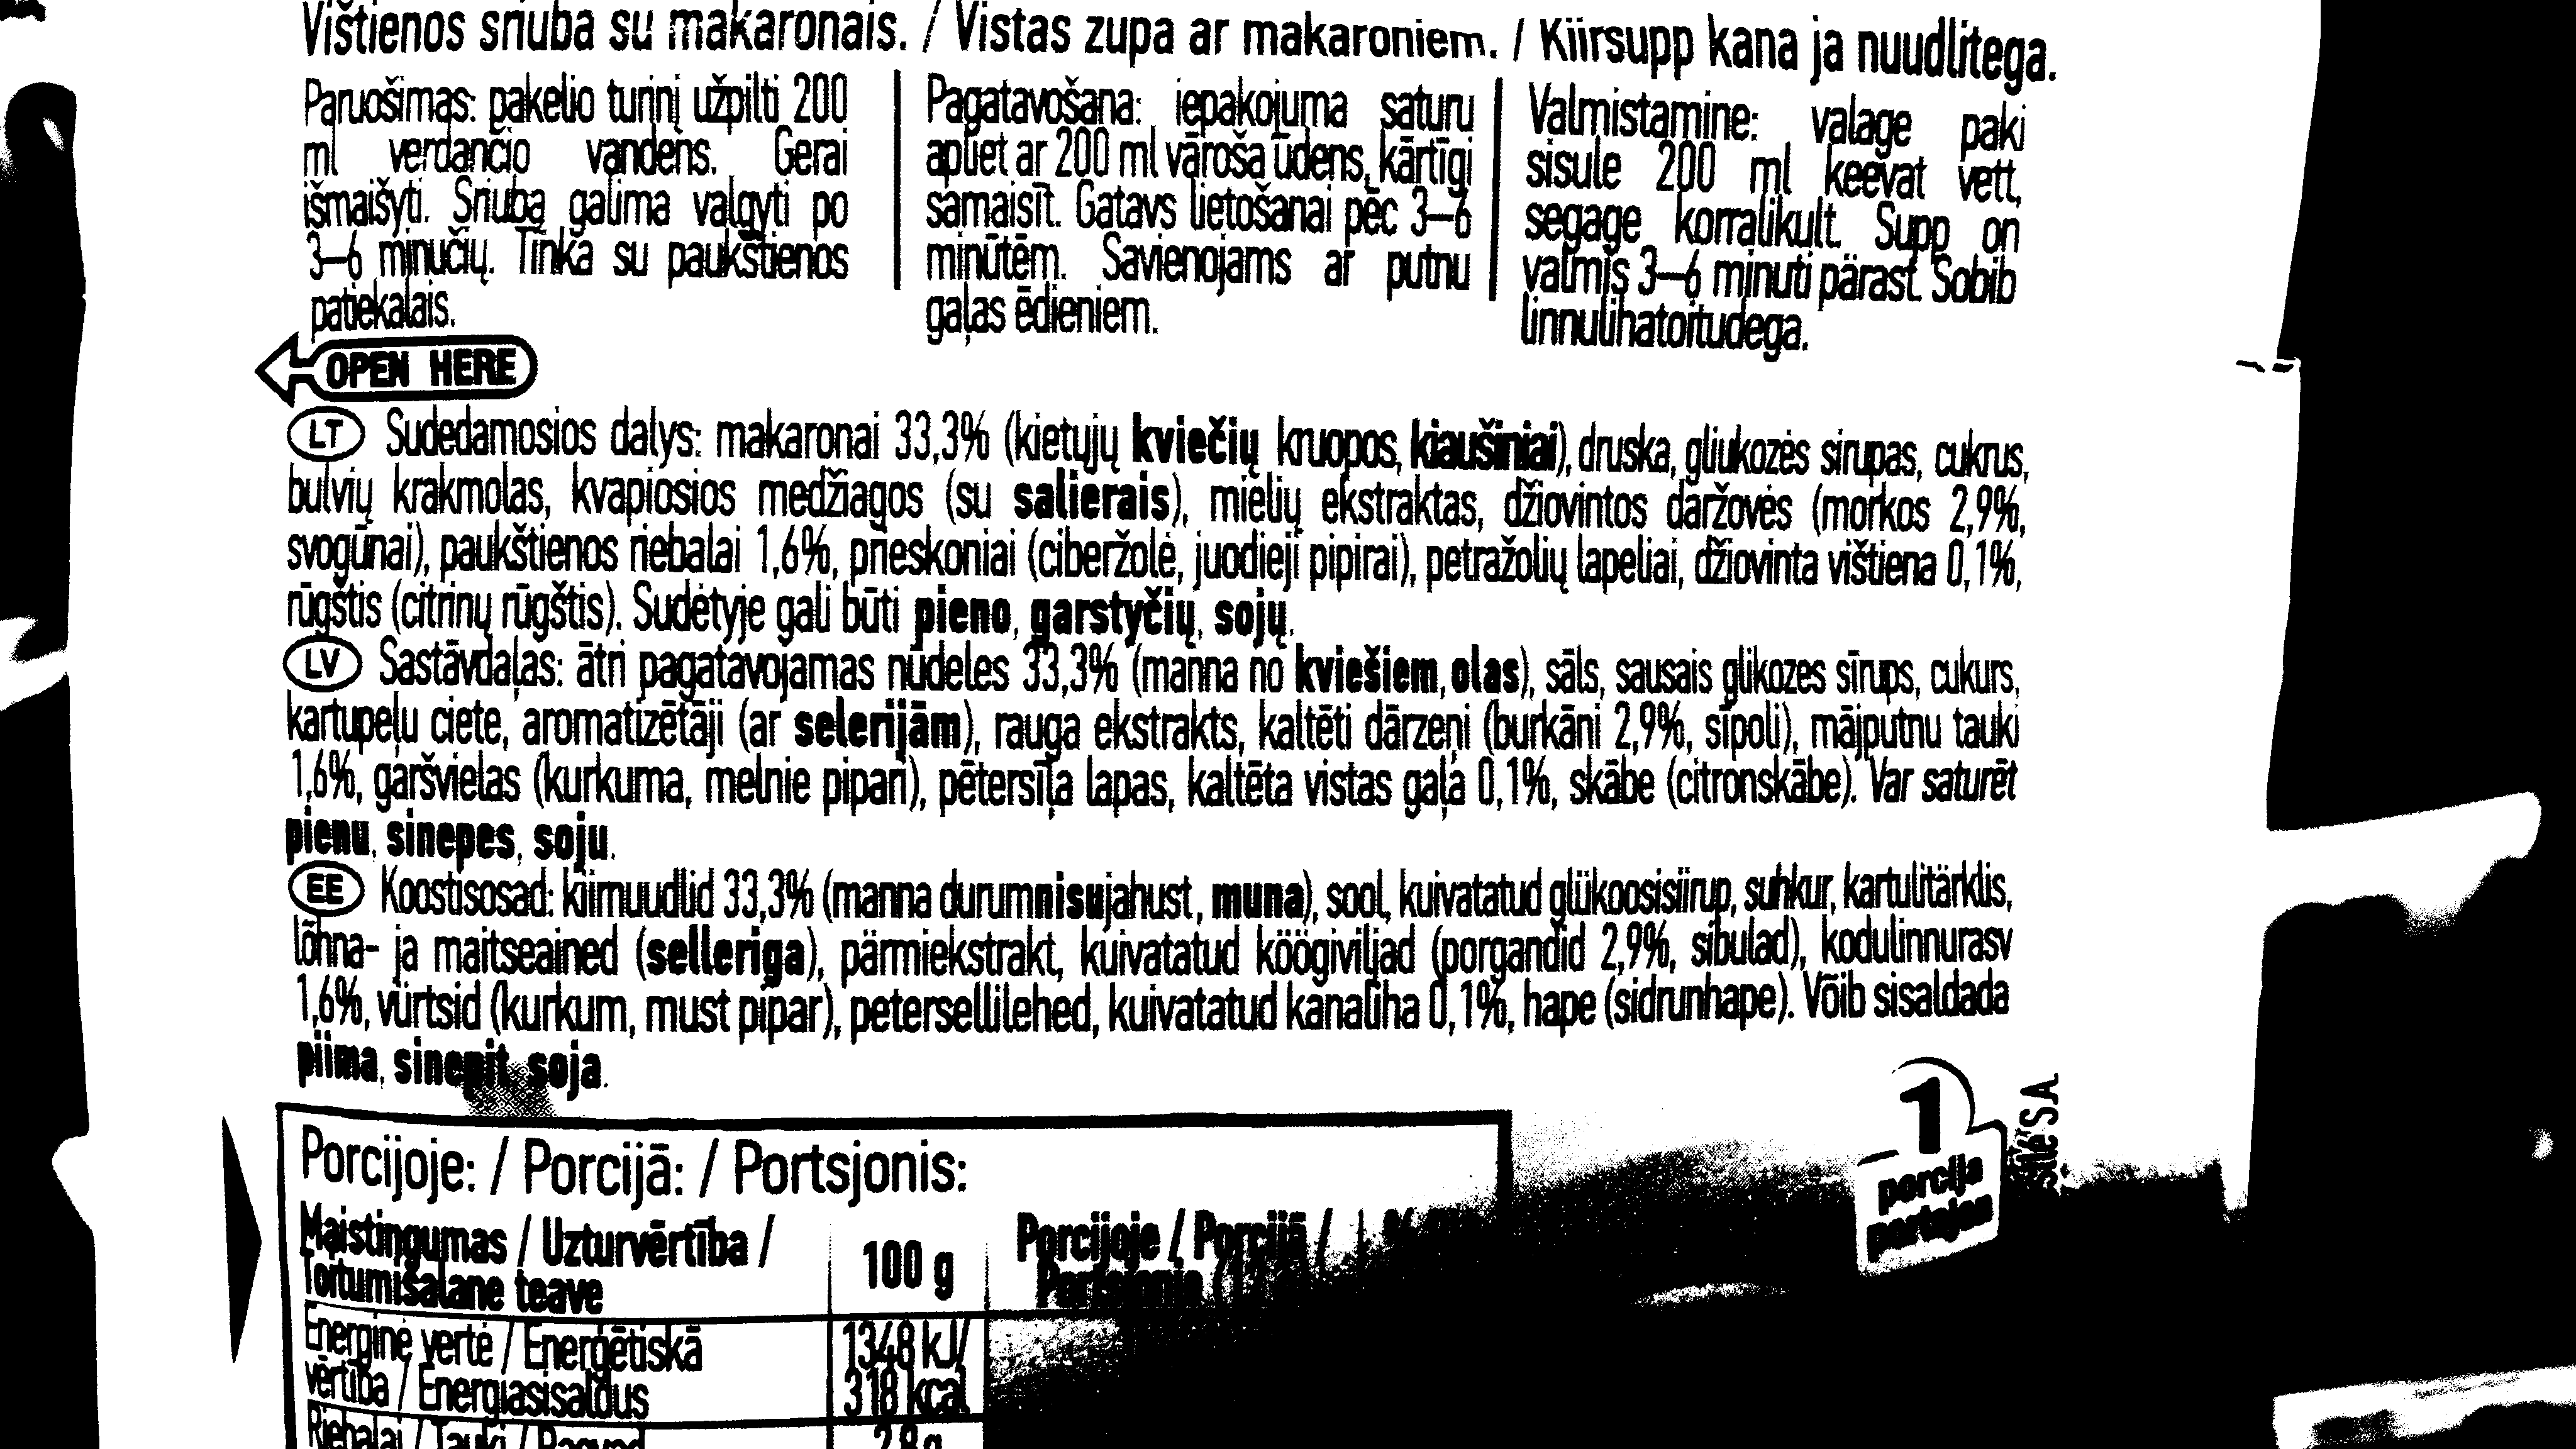 Vištienos sriuba su makaronais. / Vistas zupa ar makaroniem. / Kiirsupp kana ja nuudlitega.
Paruošimas: pakelio turinį užpilti 200
ml verdančio vandens. Gerai
išmaišyti. Sriubą galima valgyti po
3–6 minučių. Tinka su paukštienos
patiekalais.
Pagatavošana: iepakojuma saturu
apliet ar 200 ml vāroša ūdens, kārtīgi
samaisīt. Gatavs lietošanai pēc 3–6
minūtēm. Savienojams ar putnu
gaļas ēdieniem.
Valmistamine: valage paki
sisule 200 ml keevat vett,
segage korralikult. Supp on
valmis 3–6 minuti pärast. Sobib
linnulihatoitudega.
OPEN HERE
LT Sudedamosios dalys: makaronai 33,3% (kietųjų kviečių kruopos, kiaušiniai), druska, gliukozės sirupas, cukrus,
bulvių krakmolas, kvapiosios medžiagos (su salierais), mielių ekstraktas, džiovintos daržovės (morkos 2,9%,
svogūnai), paukštienos riebalai 1,6%, prieskoniai (ciberžolė, juodieji pipirai), petražolių lapeliai, džiovinta vištiena 0,1%,
rūgštis (citrinų rūgštis). Sudėtyje gali būti pieno, garstyčių, sojų.
LV Sastāvdaļas: ātri pagatavojamas nūdeles 33,3% (manna no kviešiem, olas), sāls, sausais glikozes sīrups, cukurs,
kartupeļu ciete, aromatizētāji (ar selerijām), rauga ekstrakts, kaltēti dārzeņi (burkāni 2,9%, sīpoli), mājputnu tauki
1,6%, garšvielas (kurkuma, melnie pipari), pētersīļa lapas, kaltēta vistas gaļa 0,1%, skābe (citronskābe). Var saturēt
pienu, sinepes, soju.
EE Koostisosad: kiirnuudlid 33,3% (manna durumnisujahust, muna), sool, kuivatatud glükoosisiirup, suhkur, kartulitärklis,
lõhna- ja maitseained (selleriga), pärmiekstrakt, kuivatatud köögiviljad (porgandid 2,9%, sibulad), kodulinnurasv
1,6%, vürtsid (kurkum, must pipar), petersellilehed, kuivatatud kanaliha 0,1%, hape (sidrunhape). Võib sisaldada
piima, sinepit, soja.
1
porcija
portsjon
S.A.
Porcijoje: / Porcijā: / Portsjonis:
Maistingumas / Uzturvērtība /
Toitumisalane teave
100 g
Porcijoje / Porcijā /
Portsjonis
Energinė vertė / Enerģētiskā
vērtība / Energiasisaldus
1348 kJ/
318 kcal
Riebalai / Tauki / Rasvad
2,8 g